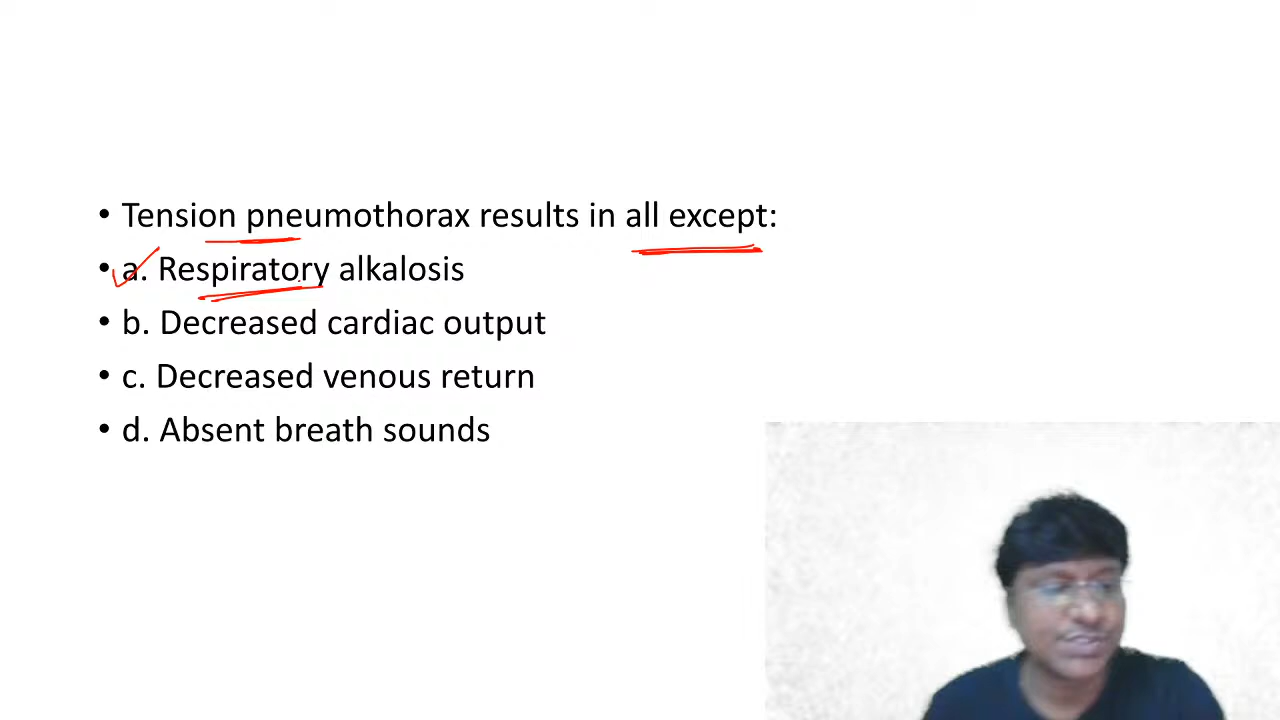 • Tension pneumothorax results in all except:
• a. Respiratory alkalosis
• b. Decreased cardiac output
• c. Decreased venous return
• d. Absent breath sounds